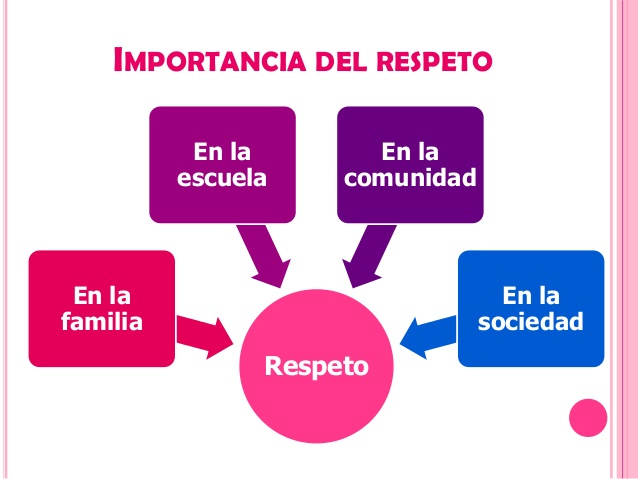 IMPORTANCIA DEL RESPETO
En la
escuela
En la
comunidad
En la
familia
En la
sociedad
Respeto